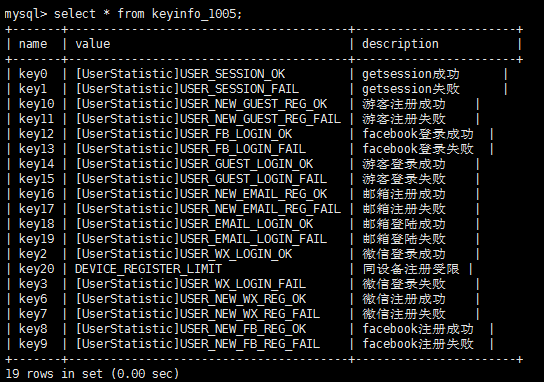 mysql> select * from keyinfo_1005;
+-------+----------------------------------+--------------------+
| name  | value                            | description        |
+-------+----------------------------------+--------------------+
| key0  | [UserStatistic]USER_SESSION_OK | getsession成功 |
| key1  | [UserStatistic]USER_SESSION_FAIL | getsession失败 |
| key10 | [UserStatistic]USER_NEW_GUEST_REG_OK | 游客注册成功 |
| key11 | [UserStatistic]USER_NEW_GUEST_REG_FAIL | 游客注册失败 |
| key12 | [UserStatistic]USER_FB_LOGIN_OK | facebook登录成功 |
| key13 | [UserStatistic]USER_FB_LOGIN_FAIL | facebook登录失败 |
| key14 | [UserStatistic]USER_GUEST_LOGIN_OK | 游客登录成功 |
| key15 | [UserStatistic]USER_GUEST_LOGIN_FAIL | 游客登录失败 |
| key16 | [UserStatistic]USER_NEW_EMAIL_REG_OK | 邮箱注册成功 |
| key17 | [UserStatistic]USER_NEW_EMAIL_REG_FAIL | 邮箱注册失败 |
| key18 | [UserStatistic]USER_EMAIL_LOGIN_OK | 邮箱登陆成功 |
| key19 | [UserStatistic]USER_EMAIL_LOGIN_FAIL | 邮箱登陆失败 |
| key2  | [UserStatistic]USER_WX_LOGIN_OK | 微信登录成功 |
| key20 | DEVICE_REGISTER_LIMIT | 同设备注册受限 |
| key3  | [UserStatistic]USER_WX_LOGIN_FAIL | 微信登录失败 |
| key6  | [UserStatistic]USER_NEW_WX_REG_OK | 微信注册成功 |
| key7  | [UserStatistic]USER_NEW_WX_REG_FAIL | 微信注册失败 |
| key8  | [UserStatistic]USER_NEW_FB_REG_OK | facebook注册成功 |
| key9  | [UserStatistic]USER_NEW_FB_REG_FAIL | facebook注册失败 |
+-------+----------------------------------+--------------------+
19 rows in set (0.00 sec)